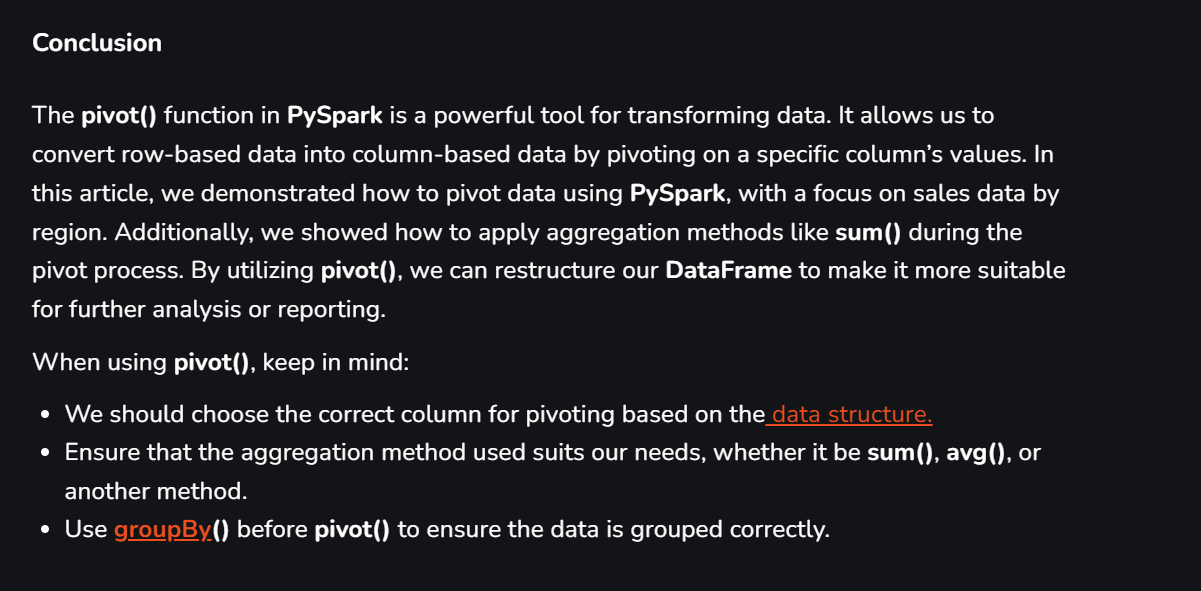 Conclusion
The pivot() function in PySpark is a powerful tool for transforming data. It allows us to
convert row-based data into column-based data by pivoting on a specific column’s values. In
this article, we demonstrated how to pivot data using PySpark, with a focus on sales data by
region. Additionally, we showed how to apply aggregation methods like sum() during the
pivot process. By utilizing pivot(), we can restructure our DataFrame to make it more suitable
for further analysis or reporting.
When using pivot(), keep in mind:
• We should choose the correct column for pivoting based on the data structure.
• Ensure that the aggregation method used suits our needs, whether it be sum(), avg(), or
another method.
• Use groupBy() before pivot() to ensure the data is grouped correctly.